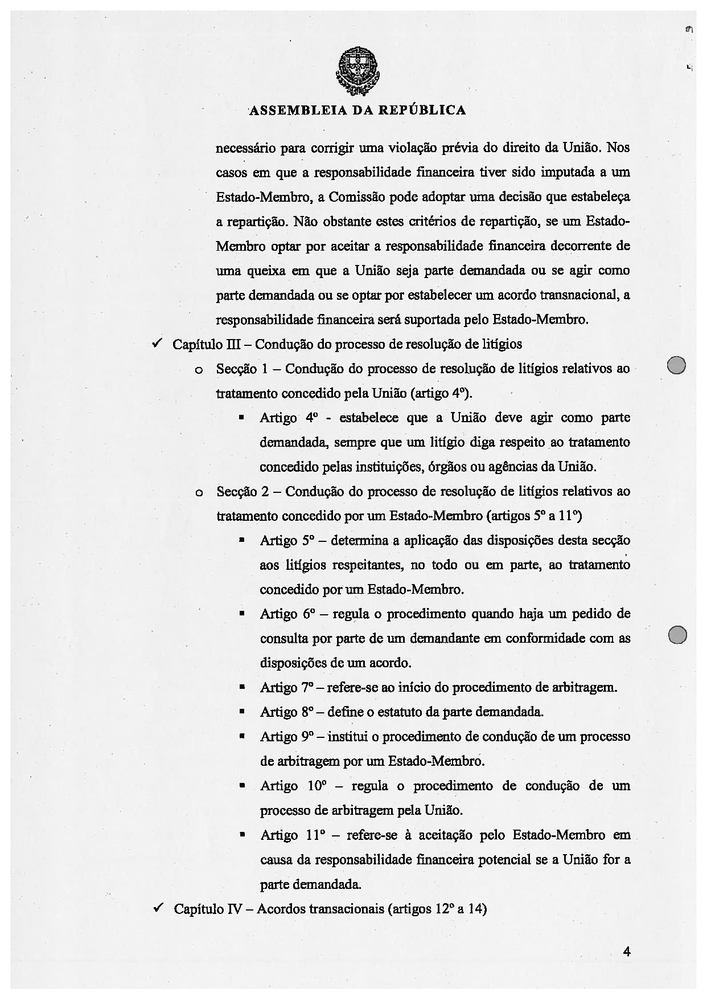 ASSEMBLEIA DA REPÚBLICA
necessário para corrigir uma violação prévia do direito da União. Nos
casos em que a responsabilidade financeira tiver sido imputada a um
Estado-Membro, a Comissão pode adoptar uma decisão que estabeleça
a repartição. Não obstante estes critérios de repartição, se um Estado-
Membro optar por aceitar a responsabilidade financeira decorrente de
uma queixa em que a União seja parte demandada ou se agir como
parte demandada ou se optar por estabelecer um acordo transnacional, a
responsabilidade financeira será suportada pelo Estado-Membro.
✓ Capítulo III – Condução do processo de resolução de litígios
o Secção 1 – Condução do processo de resolução de litígios relativos ao
tratamento concedido pela União (artigo 4º).
▪ Artigo 4º - estabelece que a União deve agir como parte
demandada, sempre que um litígio diga respeito ao tratamento
concedido pelas instituições, órgãos ou agências da União.
o Secção 2 – Condução do processo de resolução de litígios relativos ao
tratamento concedido por um Estado-Membro (artigos 5º a 11º)
▪ Artigo 5º – determina a aplicação das disposições desta secção
aos litígios respeitantes, no todo ou em parte, ao tratamento
concedido por um Estado-Membro.
▪ Artigo 6º – regula o procedimento quando haja um pedido de
consulta por parte de um demandante em conformidade com as
disposições de um acordo.
▪ Artigo 7º – refere-se ao início do procedimento de arbitragem.
▪ Artigo 8º – define o estatuto da parte demandada.
▪ Artigo 9º – institui o procedimento de condução de um processo
de arbitragem por um Estado-Membro.
▪ Artigo 10º – regula o procedimento de condução de um
processo de arbitragem pela União.
▪ Artigo 11º – refere-se à aceitação pelo Estado-Membro em
causa da responsabilidade financeira potencial se a União for a
parte demandada.
✓ Capítulo IV – Acordos transacionais (artigos 12º a 14)
4